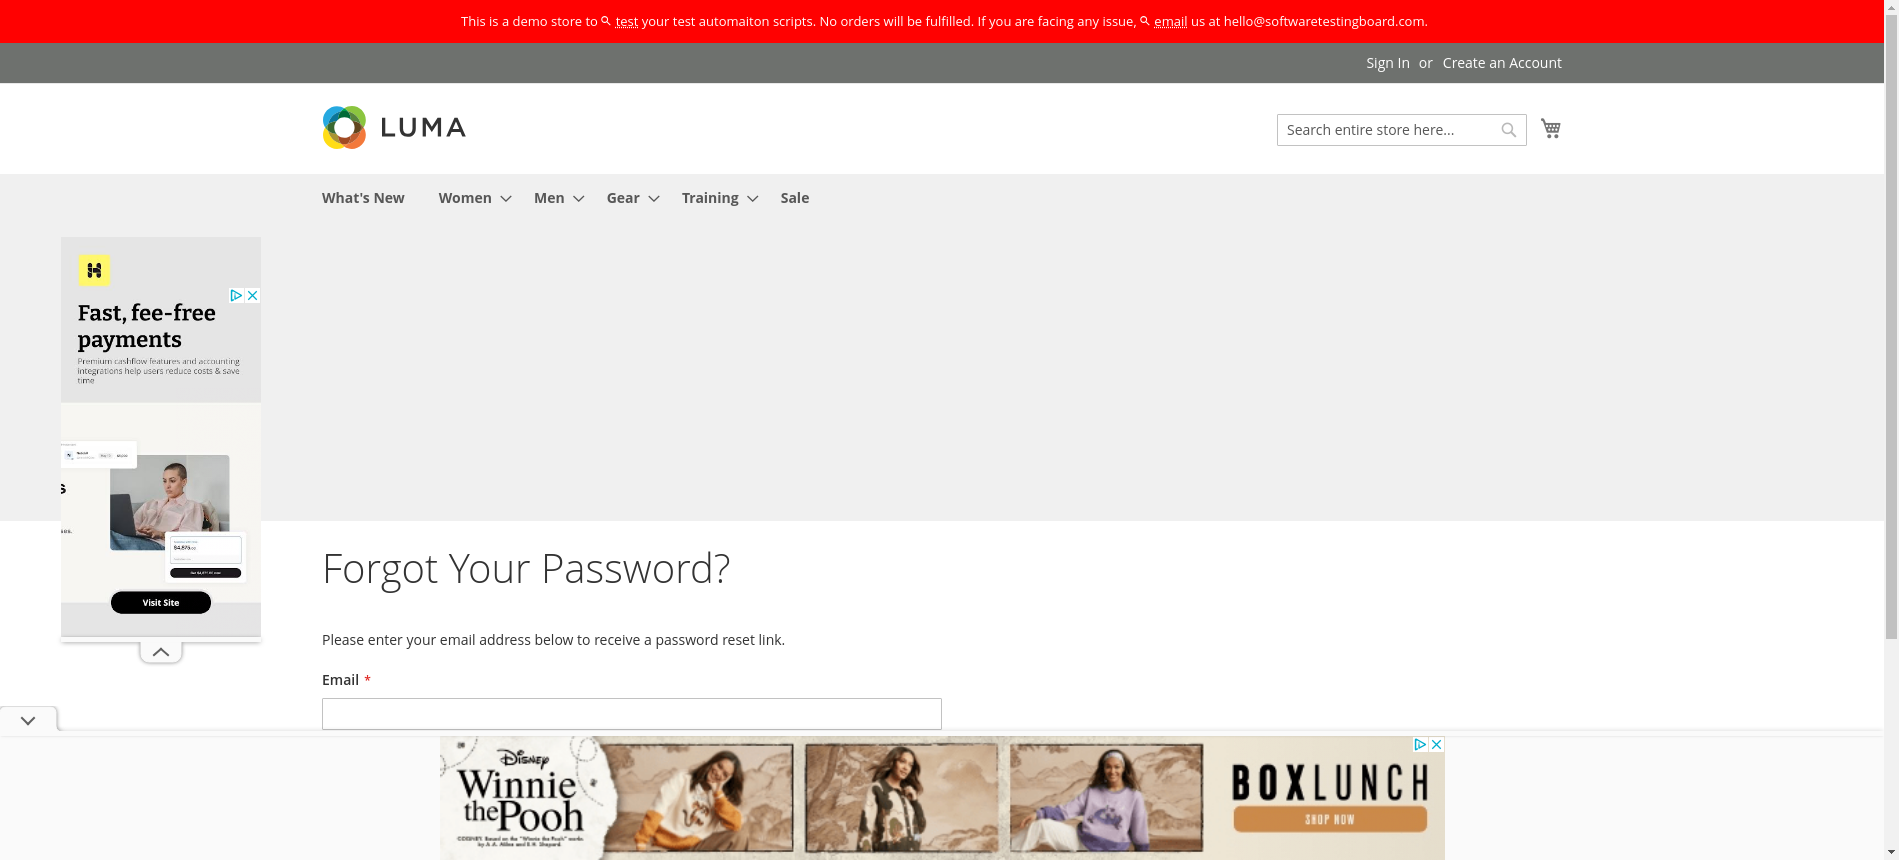 This is a demo store to test your test automaiton scripts. No orders will be fulfilled. If you are facing any issue, email us at hello@softwaretestingboard.com.
Sign In or Create an Account
LUMA
Search entire store here...
What's New Women Men Gear Training Sale
Fast, fee-free
payments
Premium cashflow features and accounting
integrations help users reduce costs & save
time
Visit Site
Forgot Your Password?
Please enter your email address below to receive a password reset link.
Email *
Disney
Winnie
the Pooh
BOXLUNCH
SHOP NOW